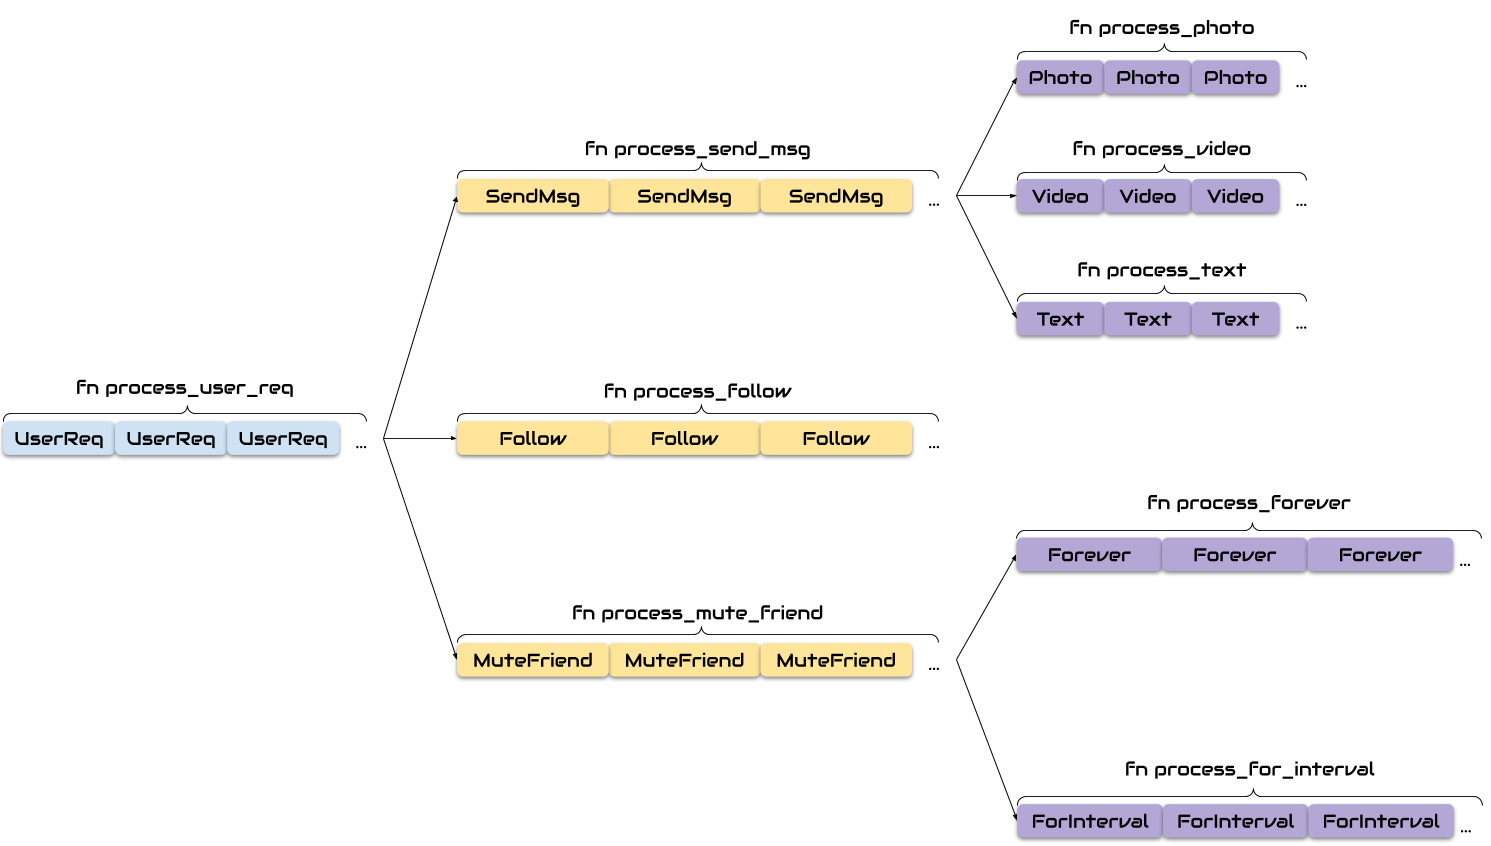 fn process_photo
Photo Photo Photo ...
fn process_send_msg
SendMsg SendMsg SendMsg ...
fn process_video
Video Video Video ...
fn process_text
Text Text Text ...
fn process_user_req
UserReq UserReq UserReq ...
fn process_follow
Follow Follow Follow ...
fn process_forever
Forever Forever Forever ...
fn process_mute_friend
MuteFriend MuteFriend MuteFriend ...
fn process_for_interval
ForInterval ForInterval ForInterval ...